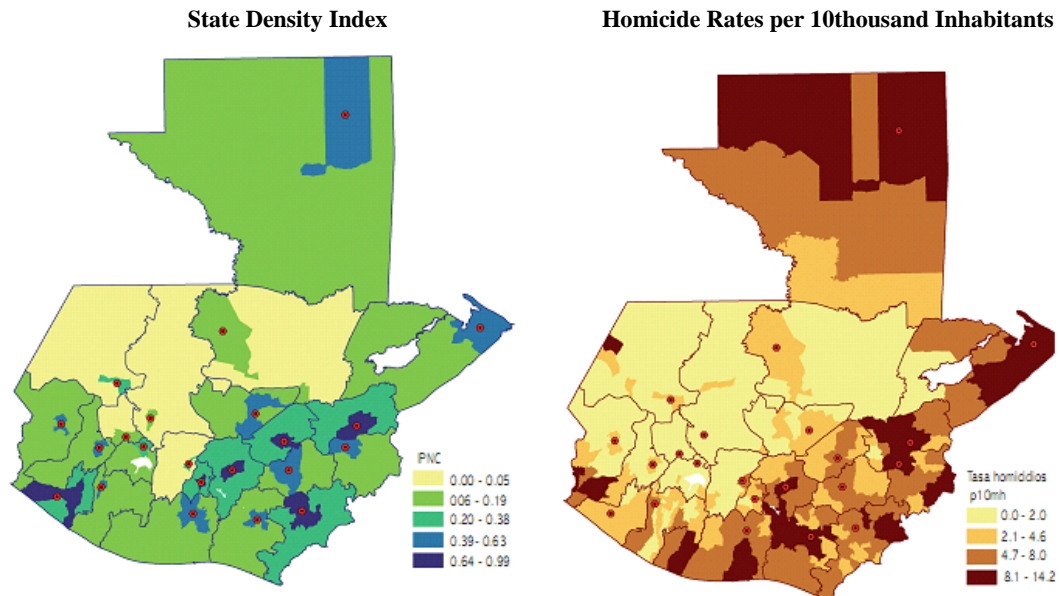 State Density Index
Homicide Rates per 10thousand Inhabitants
IPNC
0.00 - 0.05
006 - 0.19
0.20 - 0.38
0.39 - 0.63
0.64 - 0.99
Tasa homicidios
p10mh
0.0 - 2.0
2.1 - 4.6
4.7 - 8.0
8.1 - 14.2